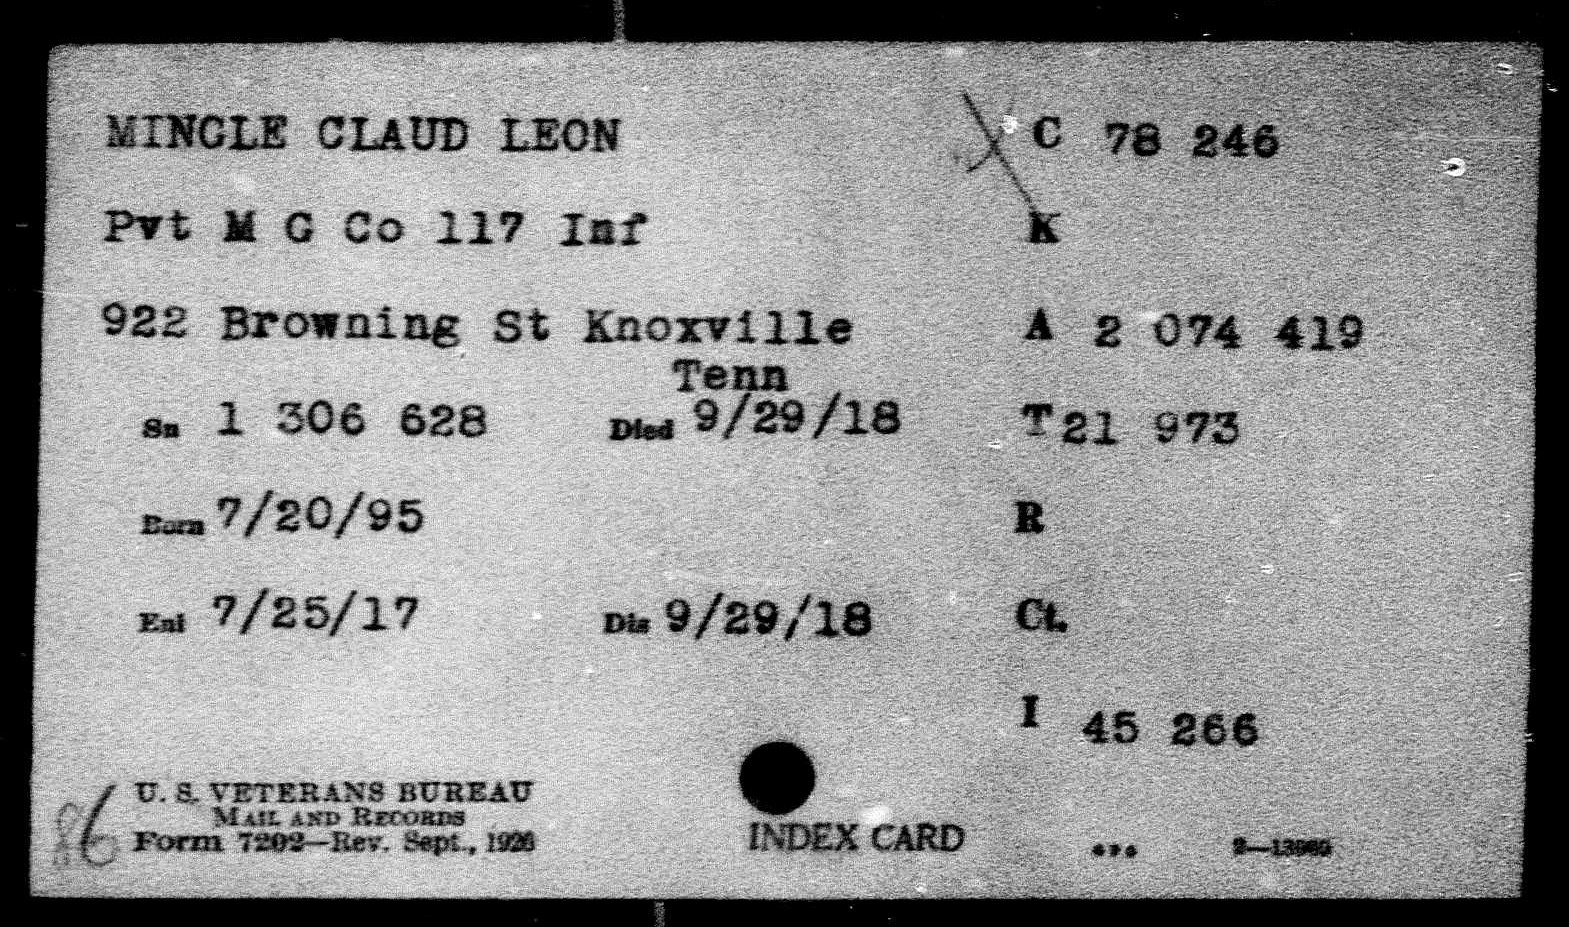 MINGLE CLAUD LEON
C 78 246
Pvt M G Co 117 Inf
K
922 Browning St Knoxville
Tenn
A 2 074 419
Sn 1 306 628
Died 9/29/18
T 21 973
Born 7/20/95
R
Enl 7/25/17
Dis 9/29/18
Ct.
I 45 266
86
U. S. VETERANS BUREAU
MAIL AND RECORDS
Form 7202—Rev. Sept., 1926
INDEX CARD